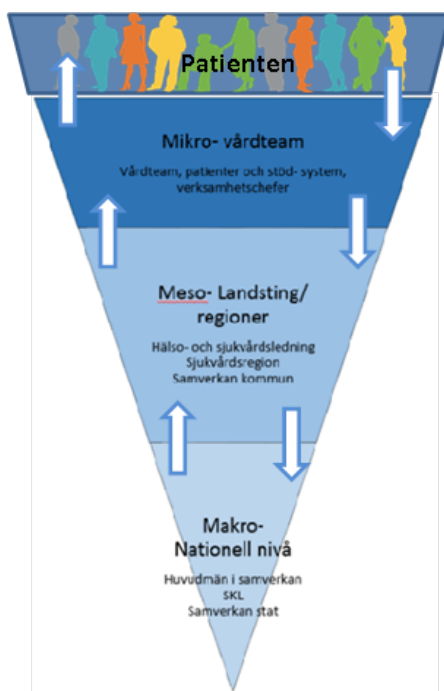 Patienten
Mikro- vårdteam
Vårdteam, patienter och stöd- system,
verksamhetschefer
Meso- Landsting/
regioner
Hälso- och sjukvårdsledning
Sjukvårdsregion
Samverkan kommun
Makro-
Nationell nivå
Huvudmän i samverkan
SKL
Samverkan stat